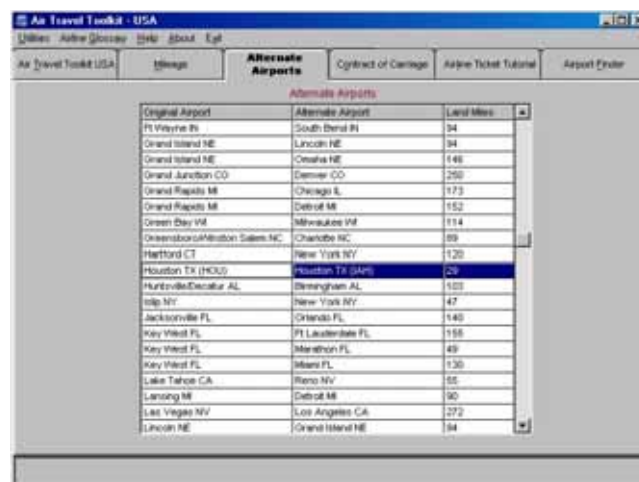 Air Travel Toolkit - USA
Utilities Airline Glossary Help About Exit
Air Travel Toolkit USA Mileage Alternate Airports Contract of Carriage Airline Ticket Tutorial Airport Finder
Alternate Airports
Original Airport Alternate Airport Land Miles
Ft Wayne IN South Bend IN 94
Grand Island NE Lincoln NE 94
Grand Island NE Omaha NE 146
Grand Junction CO Denver CO 250
Grand Rapids MI Chicago IL 173
Grand Rapids MI Detroit MI 152
Green Bay WI Milwaukee WI 114
Greensboro/Winston Salem NC Charlotte NC 89
Hartford CT New York NY 120
Houston TX (HOU) Houston TX (IAH) 29
Huntsville/Decatur AL Birmingham AL 103
Islip NY New York NY 47
Jacksonville FL Orlando FL 140
Key West FL Ft Lauderdale FL 155
Key West FL Marathon FL 49
Key West FL Miami FL 130
Lake Tahoe CA Reno NV 55
Lansing MI Detroit MI 90
Las Vegas NV Los Angeles CA 272
Lincoln NE Grand Island NE 94